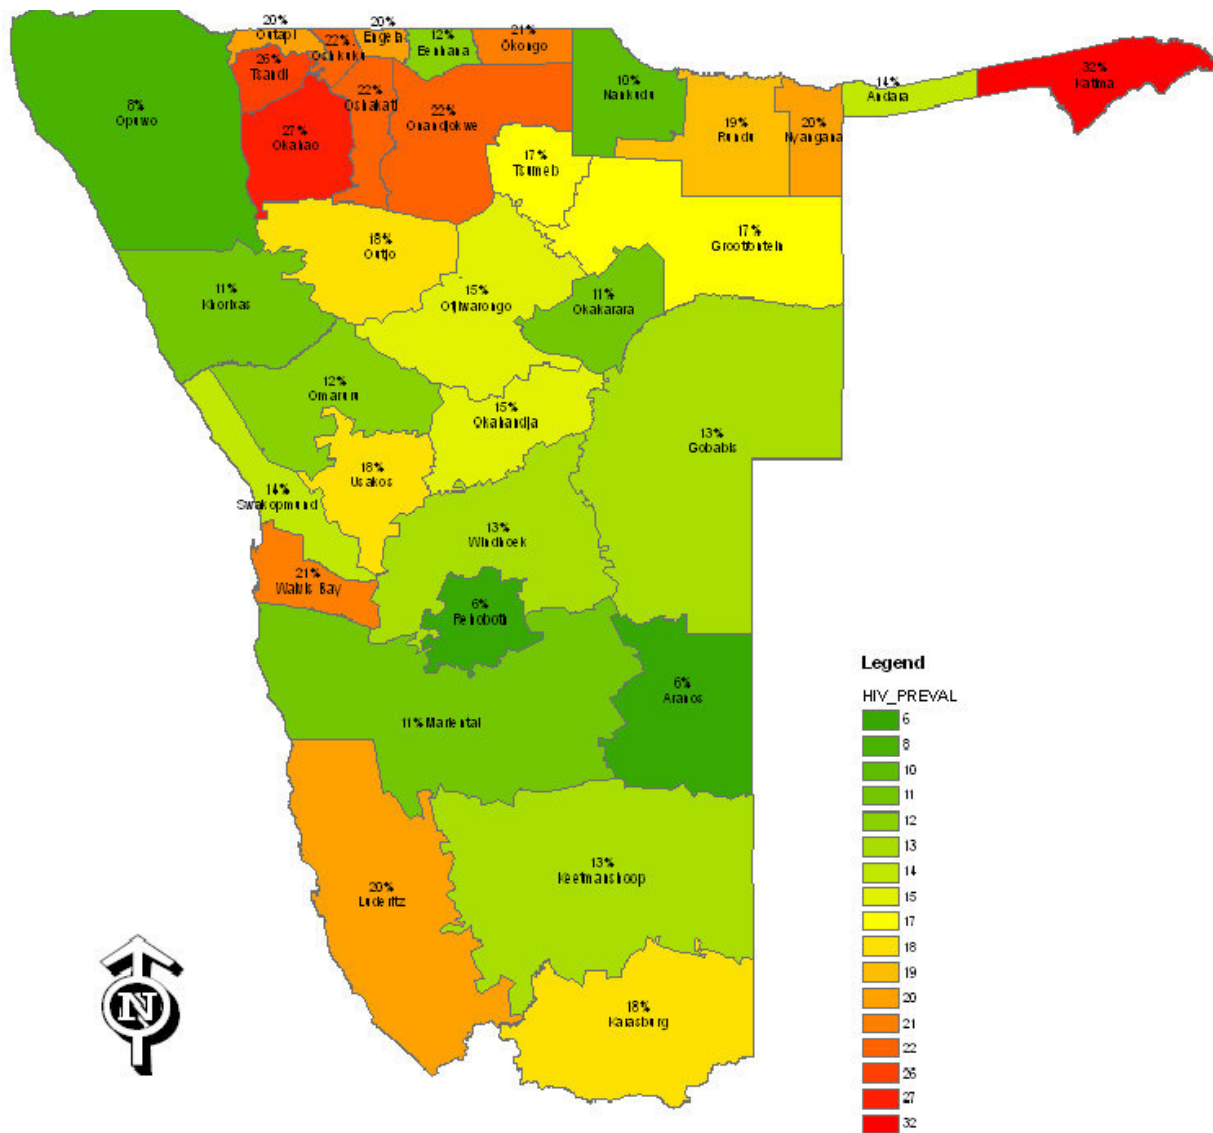 20%
Outapi
22%
Oshikuku
20%
Engela
12%
Eenhana
21%
Okongo
26%
Tsandi
8%
Opuwo
22%
Oshakati
22%
Onandjokwe
10%
Nankudu
19%
Rundu
20%
Nyangana
14%
Andara
32%
Katima
27%
Okahao
17%
Tsumeb
18%
Outjo
17%
Grootfontein
11%
Khorixas
15%
Otjiwarongo
11%
Okakarara
12%
Omaruru
15%
Okahandja
13%
Gobabis
18%
Usakos
14%
Swakopmund
13%
Windhoek
21%
Walvis Bay
6%
Rehoboth
6%
Aranos
11% Mariental
20%
Luderitz
13%
Keetmanshoop
18%
Karasburg
N
Legend
HIV_PREVAL
6
8
10
11
12
13
14
15
17
18
19
20
21
22
26
27
32